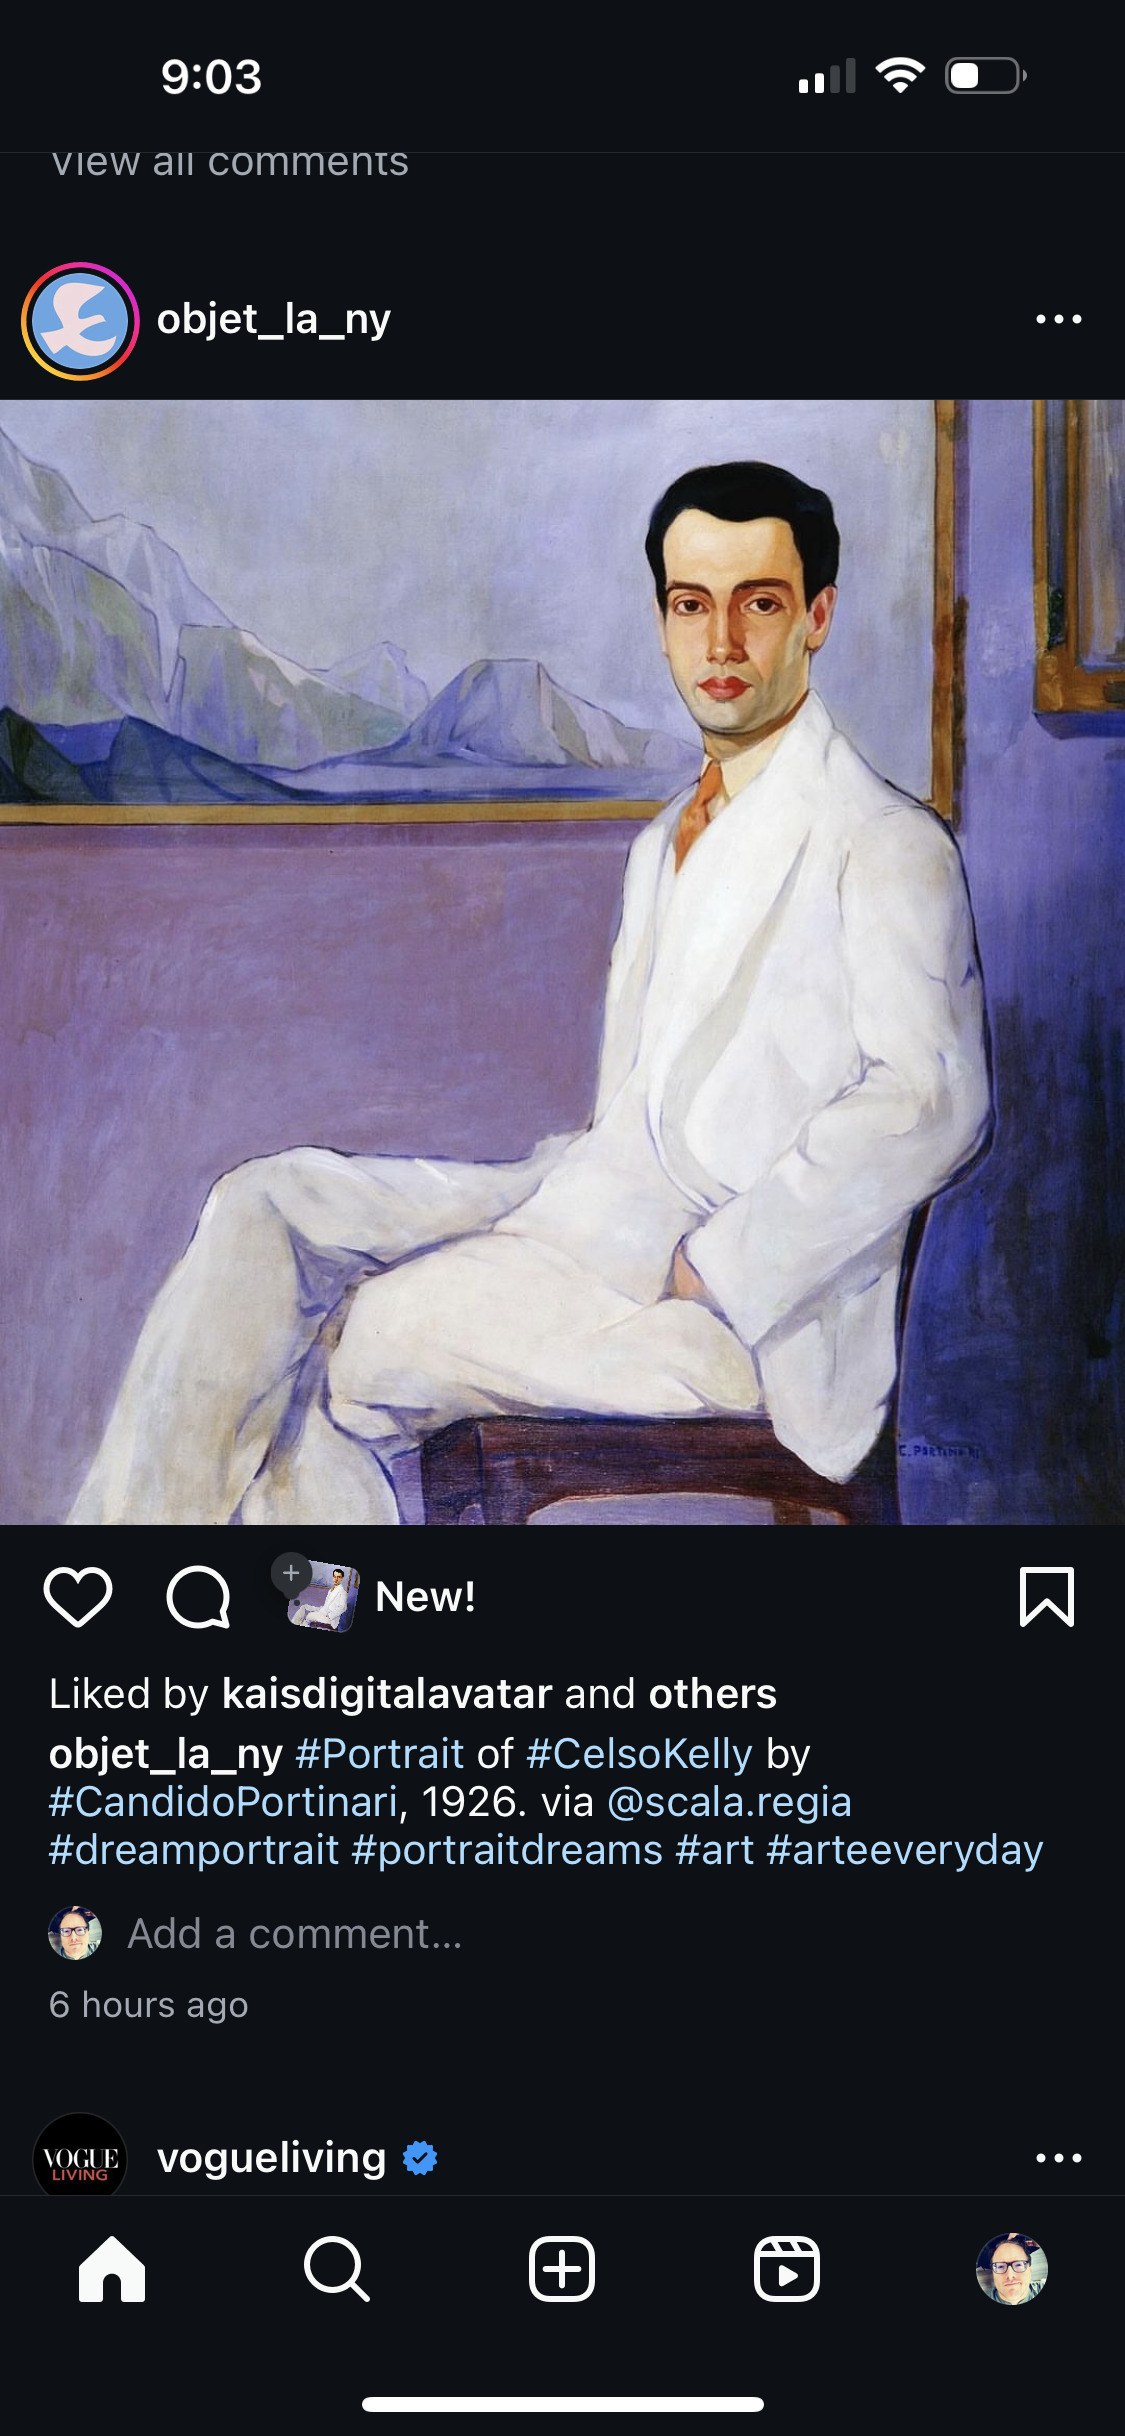 9:03
View all comments
objet_la_ny
C. PORTINARI
New!
Liked by kaisdigitalavatar and others
objet_la_ny #Portrait of #CelsoKelly by
#CandidoPortinari, 1926. via @scala.regia
#dreamportrait #portraitdreams #art #arteeveryday
Add a comment...
6 hours ago
VOGUE
LIVING
vogueliving